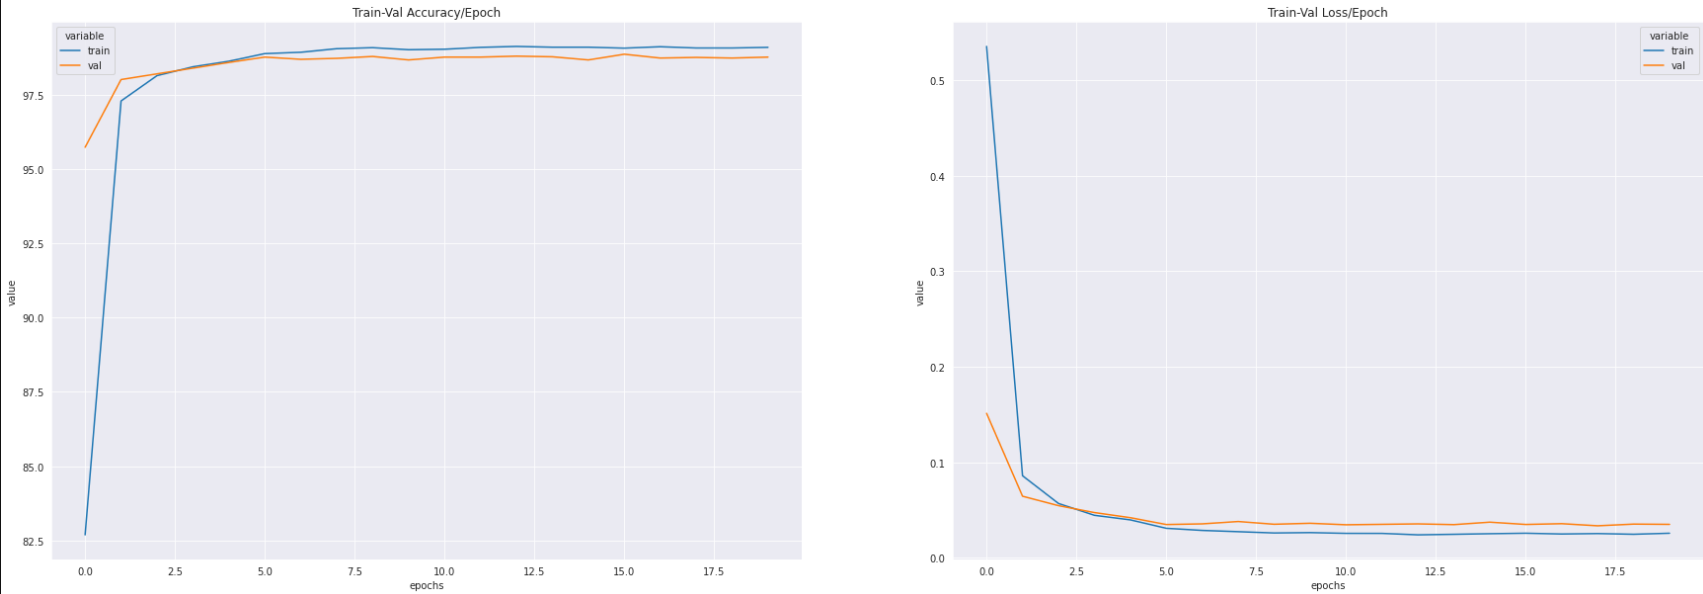 Train-Val Accuracy/Epoch
variable
train
val
97.5
95.0
92.5
90.0
87.5
85.0
82.5
value
0.0 2.5 5.0 7.5 10.0 12.5 15.0 17.5
epochs
Train-Val Loss/Epoch
variable
train
val
0.5
0.4
0.3
0.2
0.1
0.0
value
0.0 2.5 5.0 7.5 10.0 12.5 15.0 17.5
epochs